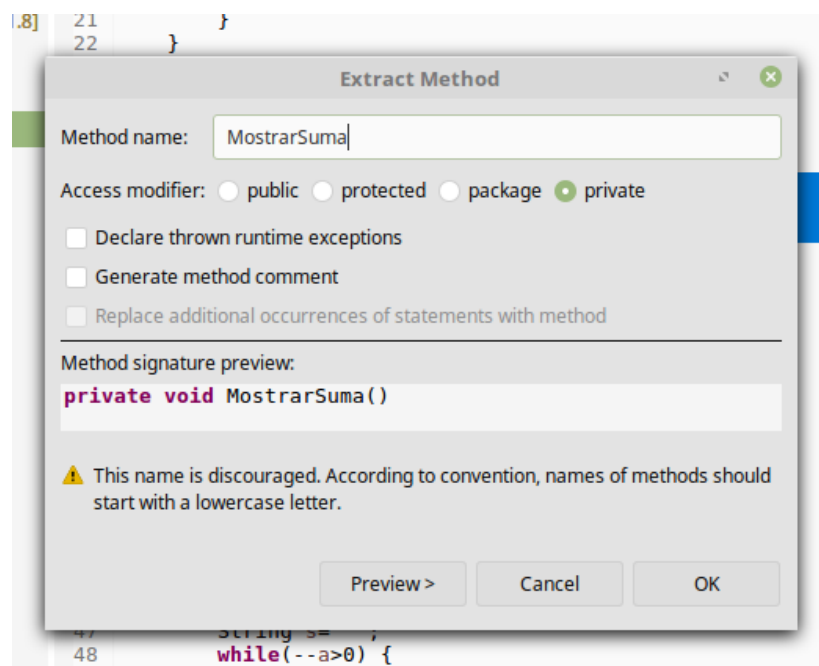 .8] 21 }
22 }
Extract Method
Method name: MostrarSuma
Access modifier: public protected package private
Declare thrown runtime exceptions
Generate method comment
Replace additional occurrences of statements with method
Method signature preview:
private void MostrarSuma()
This name is discouraged. According to convention, names of methods should
start with a lowercase letter.
Preview > Cancel OK
47 String s=
48 while(--a>0) {